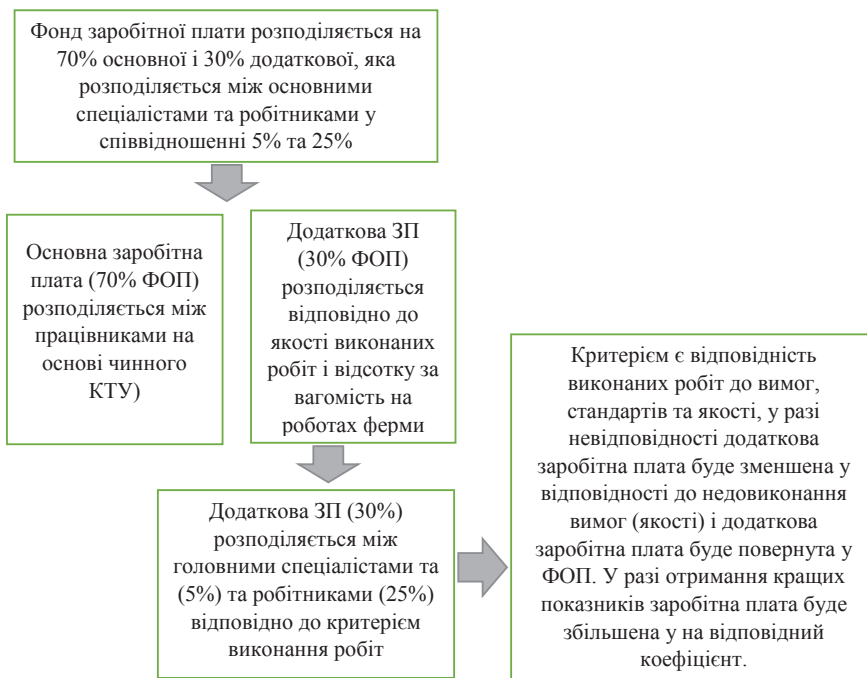 Фонд заробітної плати розподіляється на
70% основної і 30% додаткової, яка
розподіляється між основними
спеціалістами та робітниками у
співвідношенні 5% та 25%
Основна заробітна
плата (70% ФОП)
розподіляється між
працівниками на
основі чинного
КТУ)
Додаткова ЗП
(30% ФОП)
розподіляється
відповідно до
якості виконаних
робіт і відсотку за
вагомість на
роботах ферми
Додаткова ЗП (30%)
розподіляється між
головними спеціалістами та
(5%) та робітниками (25%)
відповідно до критерієм
виконання робіт
Критерієм є відповідність
виконаних робіт до вимог,
стандартів та якості, у разі
невідповідності додаткова
заробітна плата буде зменшена у
відповідності до недовиконання
вимог (якості) і додаткова
заробітна плата буде повернута у
ФОП. У разі отримання кращих
показників заробітна плата буде
збільшена у на відповідний
коефіцієнт.